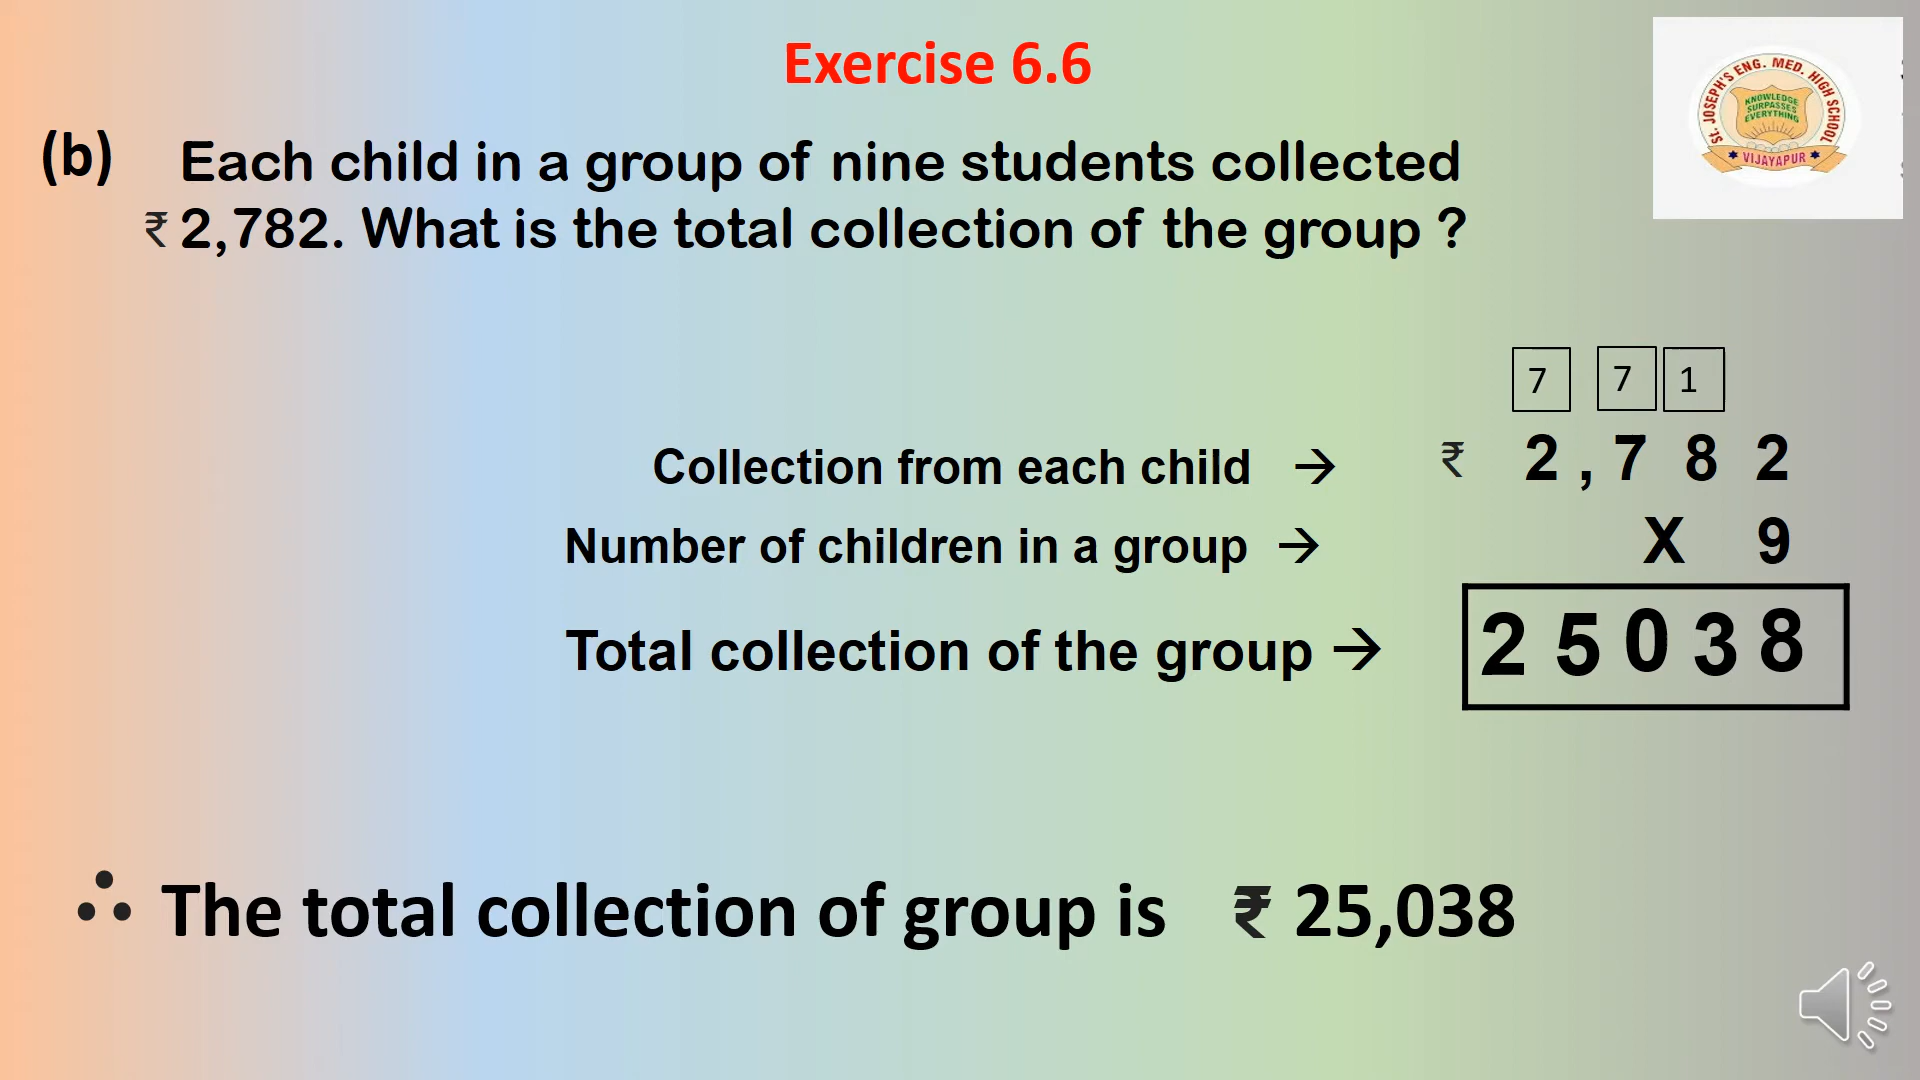 Exercise 6.6
St. JOSEPH'S ENG. MED. HIGH SCHOOL
KNOWLEDGE
SURPASSES
EVERYTHING
VIJAYAPUR
(b) Each child in a group of nine students collected
₹ 2,782. What is the total collection of the group ?
7 7 1
Collection from each child → ₹ 2 , 7 8 2
Number of children in a group → X 9
Total collection of the group → 2 5 0 3 8
∴ The total collection of group is ₹ 25,038